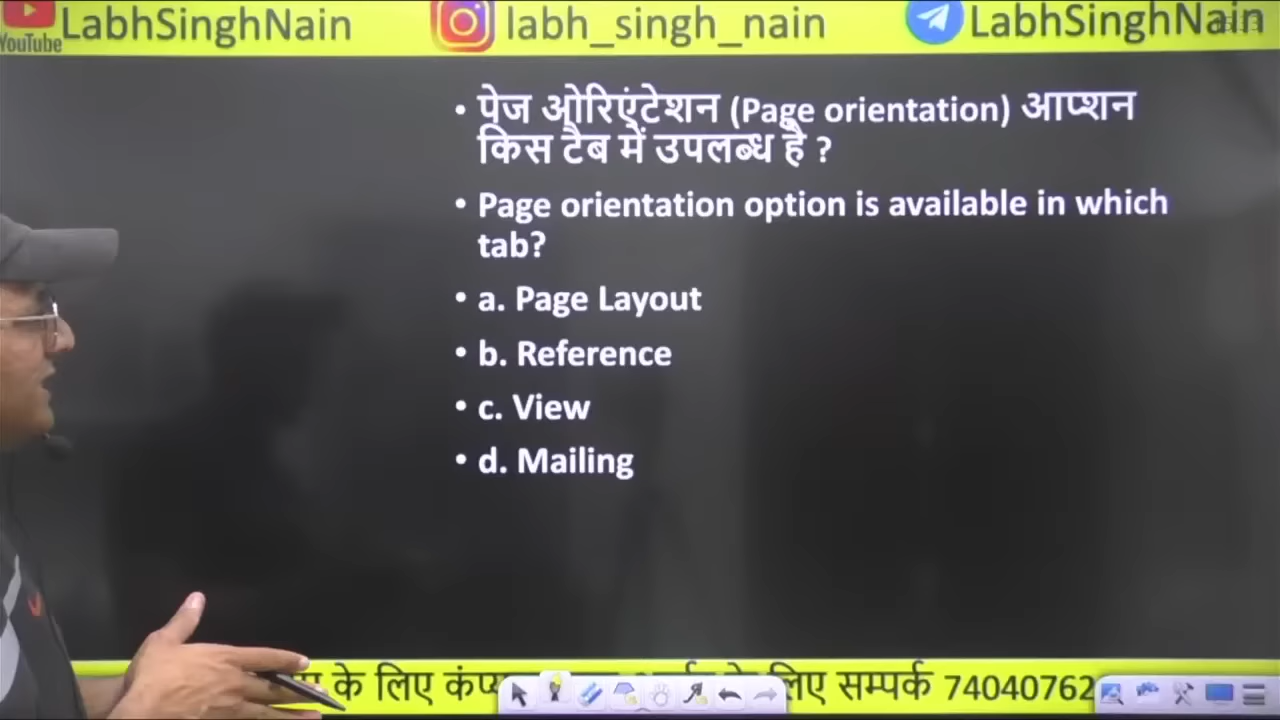 YouTube LabhSinghNain labh_singh_nain LabhSinghNain
• पेज ओरिएंटेशन (Page orientation) आप्शन
किस टैब में उपलब्ध है ?
• Page orientation option is available in which
tab?
• a. Page Layout
• b. Reference
• c. View
• d. Mailing
के लिए लिए सम्पर्क 74040762